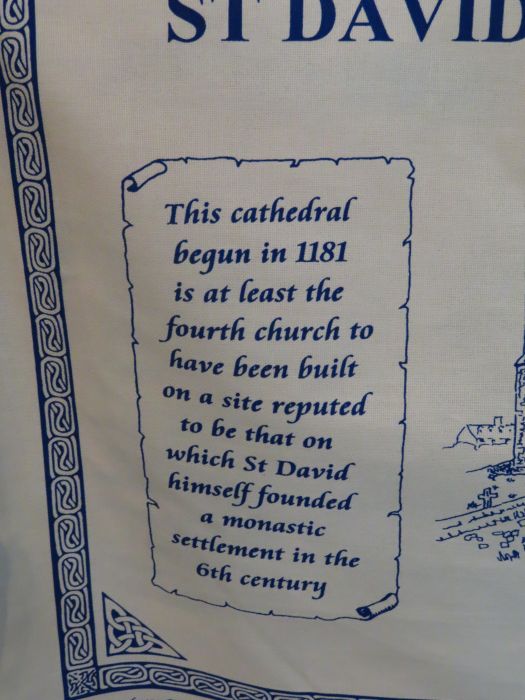 ST DAVID
This cathedral
begun in 1181
is at least the
fourth church to
have been built
on a site reputed
to be that on
which St David
himself founded
a monastic
settlement in the
6th century